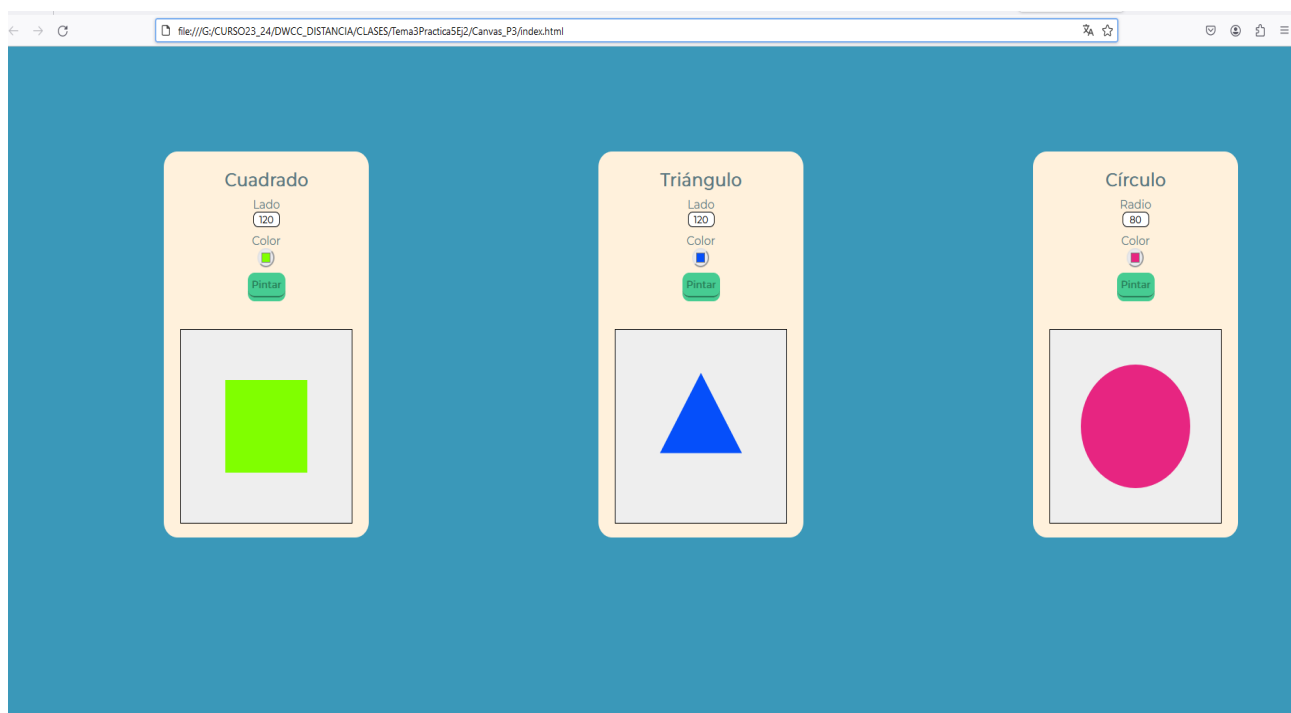 file:///G:/CURSO23_24/DWCC_DISTANCIA/CLASES/Tema3Practica5Ej2/Canvas_P3/index.html
Cuadrado
Lado
120
Color
Pintar
Triángulo
Lado
120
Color
Pintar
Círculo
Radio
80
Color
Pintar